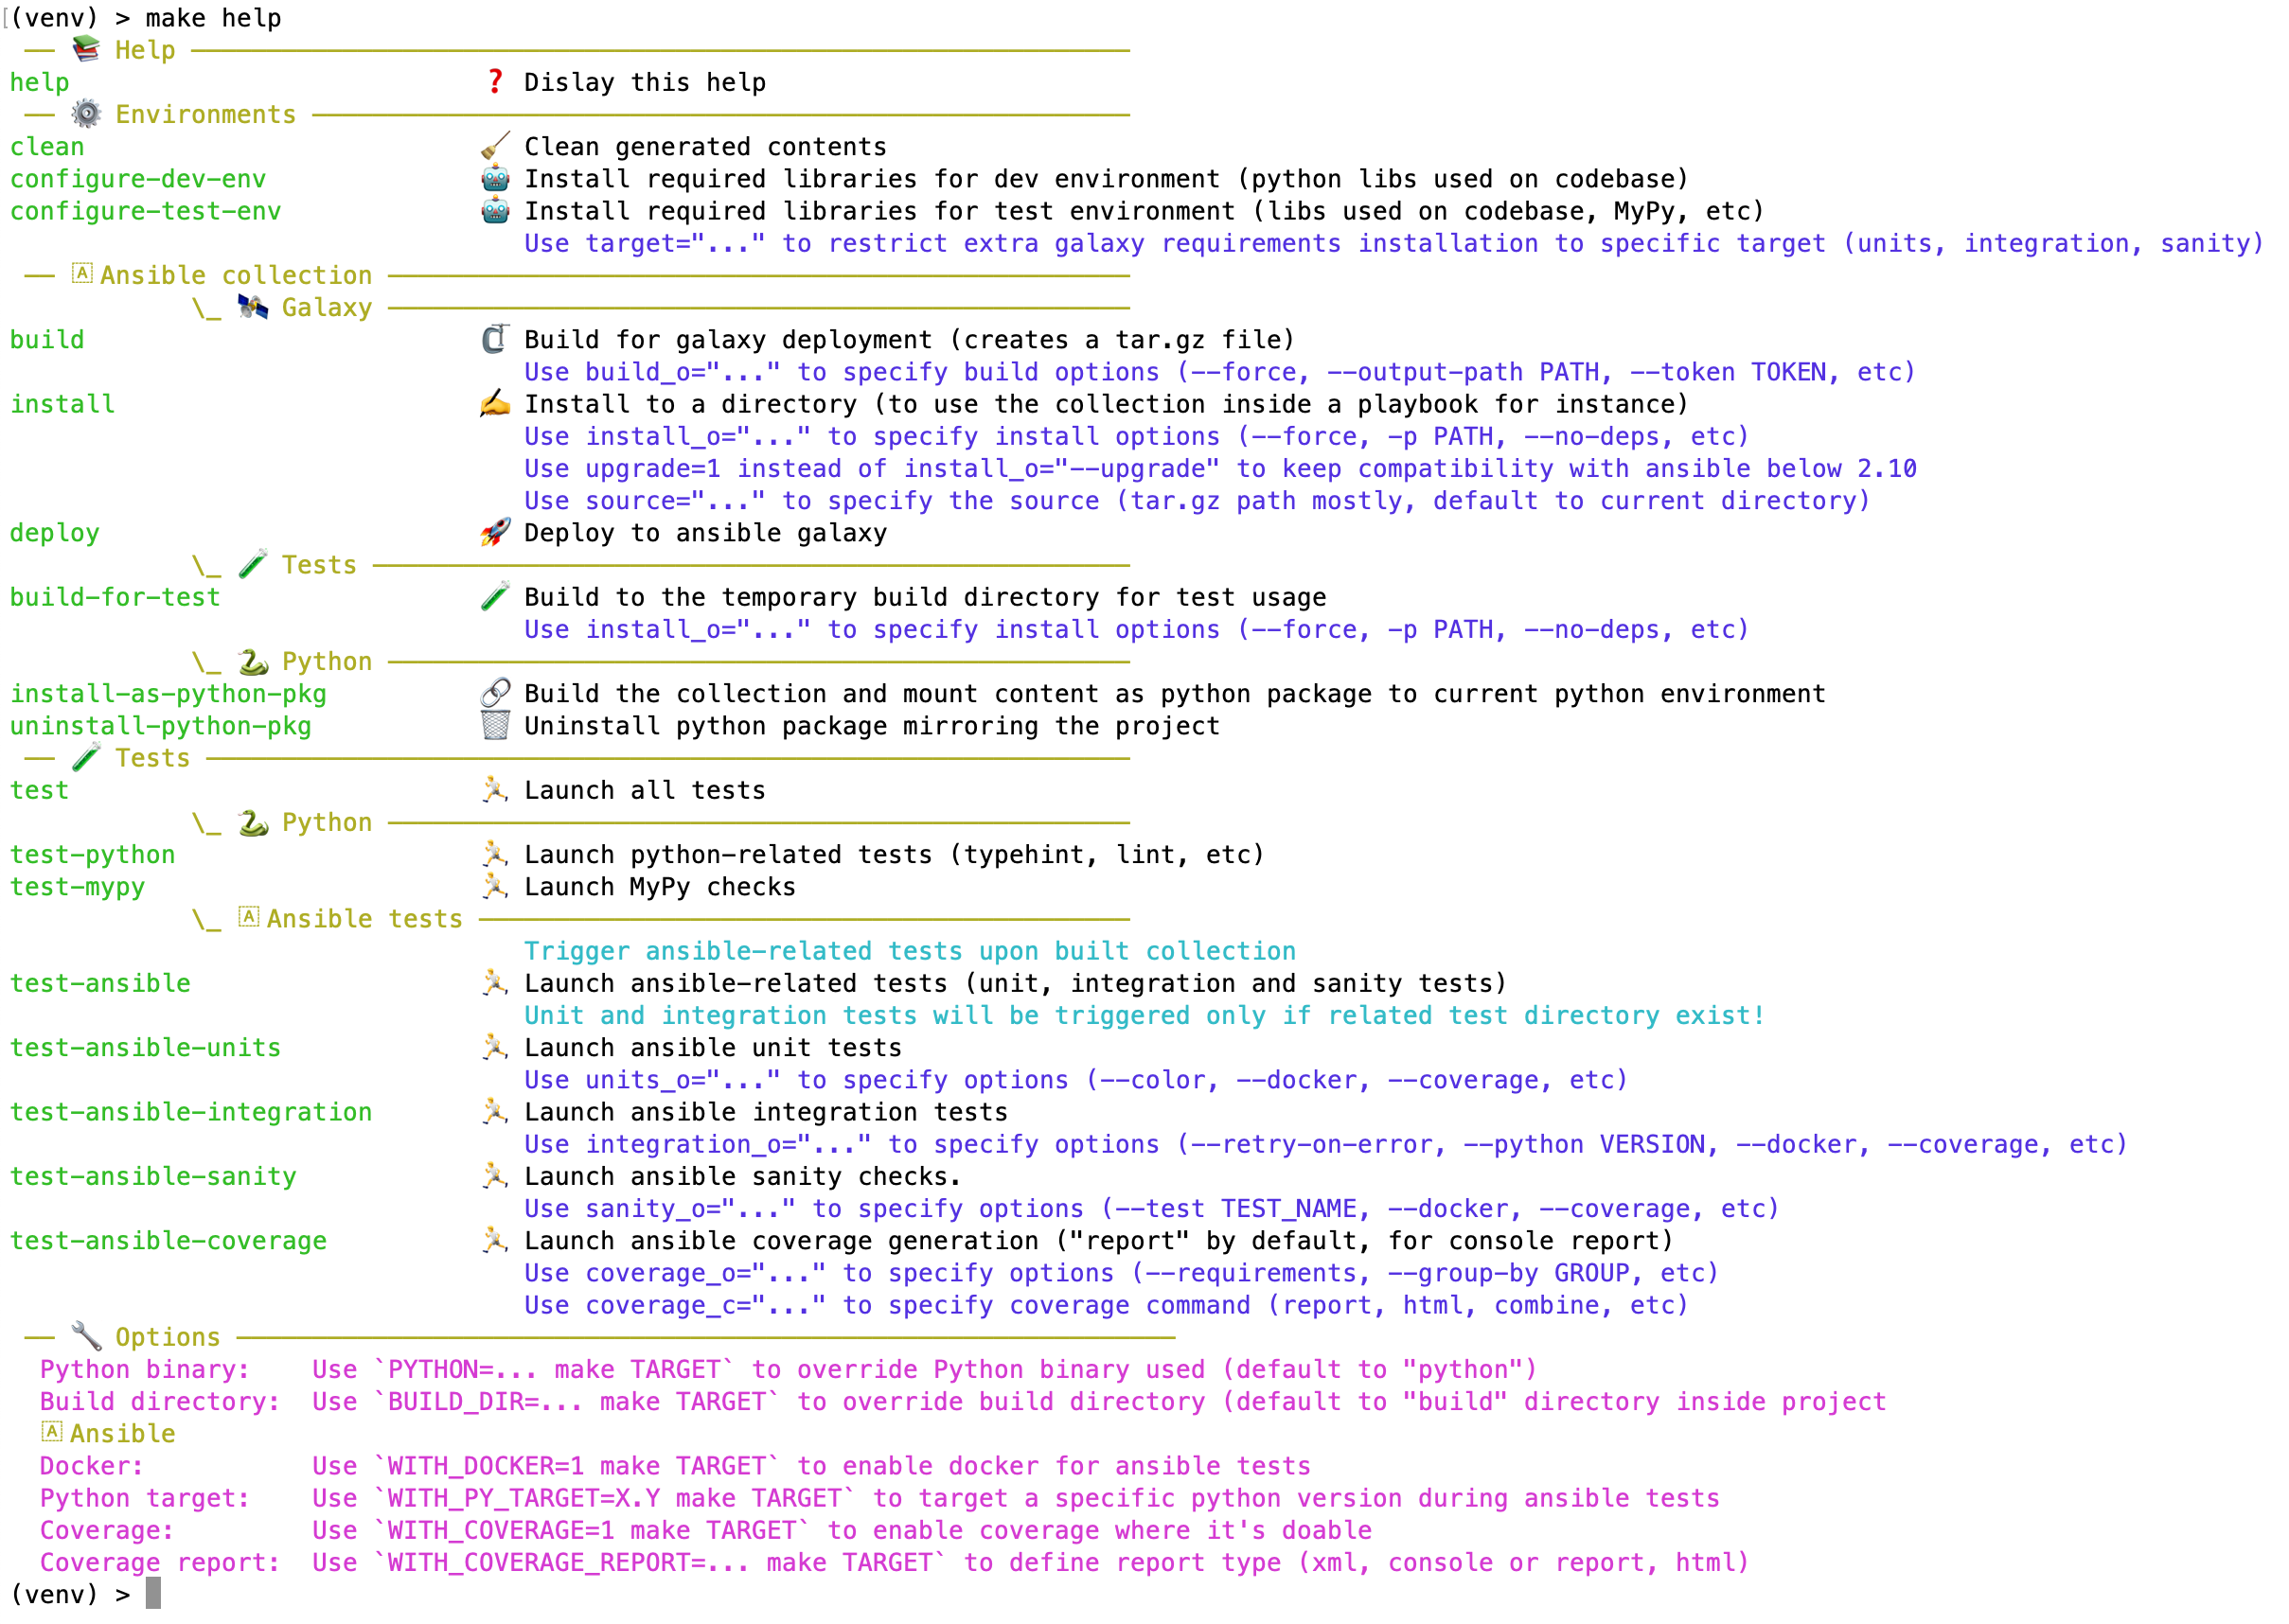 (venv) > make help
—— 📚 Help ——————————————————————————————
help ❓ Dislay this help
—— ⚙️ Environments ——————————————————————————————
clean 🧹 Clean generated contents
configure-dev-env 🤖 Install required libraries for dev environment (python libs used on codebase)
configure-test-env 🤖 Install required libraries for test environment (libs used on codebase, MyPy, etc)
Use target="..." to restrict extra galaxy requirements installation to specific target (units, integration, sanity)
—— 🄰 Ansible collection ——————————————————————————————
\_ 🛰️ Galaxy ——————————————————————————————
build 🗜️ Build for galaxy deployment (creates a tar.gz file)
Use build_o="..." to specify build options (--force, --output-path PATH, --token TOKEN, etc)
install ✍️ Install to a directory (to use the collection inside a playbook for instance)
Use install_o="..." to specify install options (--force, -p PATH, --no-deps, etc)
Use upgrade=1 instead of install_o="--upgrade" to keep compatibility with ansible below 2.10
Use source="..." to specify the source (tar.gz path mostly, default to current directory)
deploy 🚀 Deploy to ansible galaxy
\_ 🧪 Tests ——————————————————————————————
build-for-test 🧪 Build to the temporary build directory for test usage
Use install_o="..." to specify install options (--force, -p PATH, --no-deps, etc)
\_ 🐍 Python ——————————————————————————————
install-as-python-pkg 🔗 Build the collection and mount content as python package to current python environment
uninstall-python-pkg 🗑️ Uninstall python package mirroring the project
—— 🧪 Tests ——————————————————————————————
test 🏃 Launch all tests
\_ 🐍 Python ——————————————————————————————
test-python 🏃 Launch python-related tests (typehint, lint, etc)
test-mypy 🏃 Launch MyPy checks
\_ 🄰 Ansible tests ——————————————————————————————
Trigger ansible-related tests upon built collection
test-ansible 🏃 Launch ansible-related tests (unit, integration and sanity tests)
Unit and integration tests will be triggered only if related test directory exist!
test-ansible-units 🏃 Launch ansible unit tests
Use units_o="..." to specify options (--color, --docker, --coverage, etc)
test-ansible-integration 🏃 Launch ansible integration tests
Use integration_o="..." to specify options (--retry-on-error, --python VERSION, --docker, --coverage, etc)
test-ansible-sanity 🏃 Launch ansible sanity checks.
Use sanity_o="..." to specify options (--test TEST_NAME, --docker, --coverage, etc)
test-ansible-coverage 🏃 Launch ansible coverage generation ("report" by default, for console report)
Use coverage_o="..." to specify options (--requirements, --group-by GROUP, etc)
Use coverage_c="..." to specify coverage command (report, html, combine, etc)
—— 🔧 Options ——————————————————————————————
Python binary: Use `PYTHON=... make TARGET` to override Python binary used (default to "python")
Build directory: Use `BUILD_DIR=... make TARGET` to override build directory (default to "build" directory inside project
🄰 Ansible
Docker: Use `WITH_DOCKER=1 make TARGET` to enable docker for ansible tests
Python target: Use `WITH_PY_TARGET=X.Y make TARGET` to target a specific python version during ansible tests
Coverage: Use `WITH_COVERAGE=1 make TARGET` to enable coverage where it's doable
Coverage report: Use `WITH_COVERAGE_REPORT=... make TARGET` to define report type (xml, console or report, html)
(venv) >